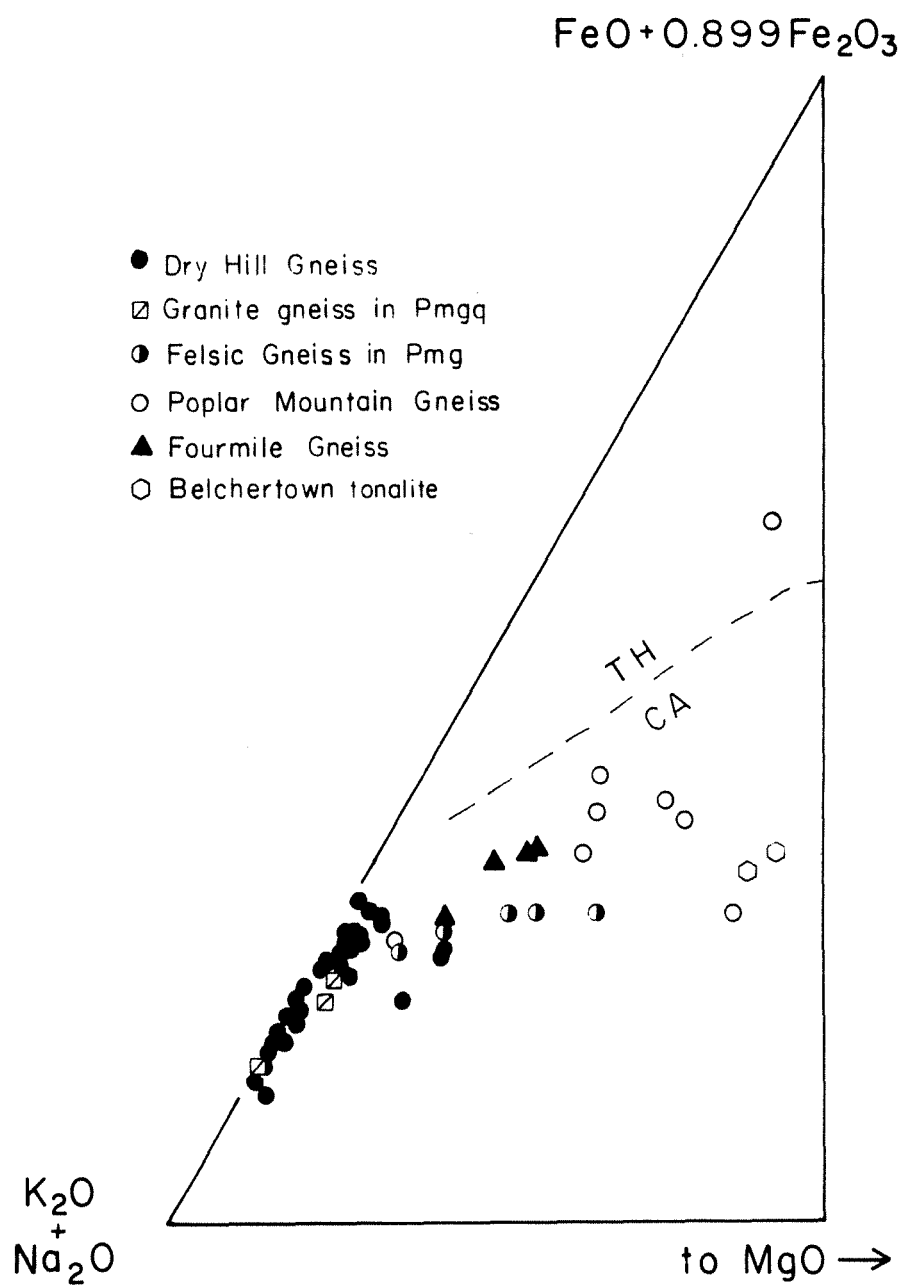 FeO+0.899Fe₂O₃
Dry Hill Gneiss
Granite gneiss in Pmgq
Felsic Gneiss in Pmg
Poplar Mountain Gneiss
Fourmile Gneiss
Belchertown tonalite
TH
CA
K₂O
+
Na₂O
to MgO→